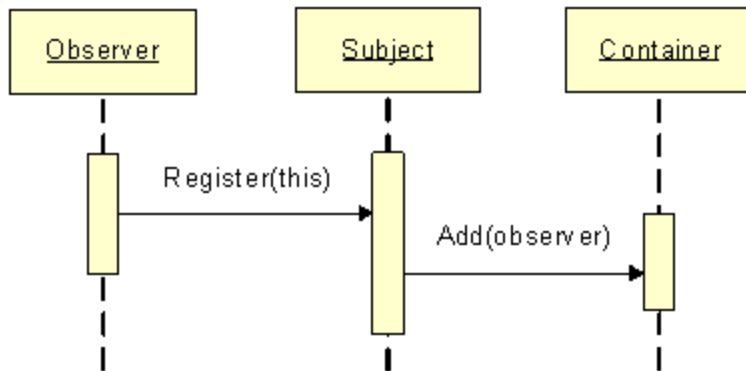 Observer
Subject
Container
Register(this)
Add(observer)